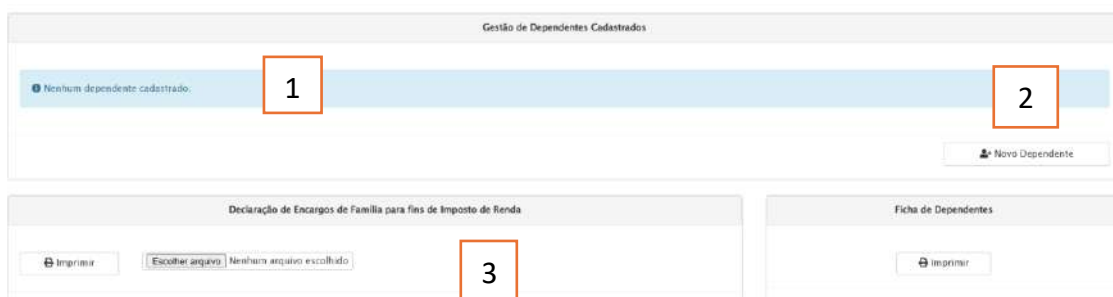 Gestão de Dependentes Cadastrados
Nenhum dependente cadastrado.
1
2
Novo Dependente
Declaração de Encargos de Família para fins de Imposto de Renda
Ficha de Dependentes
Imprimir
Escolher arquivo Nenhum arquivo escolhido
3
Imprimir